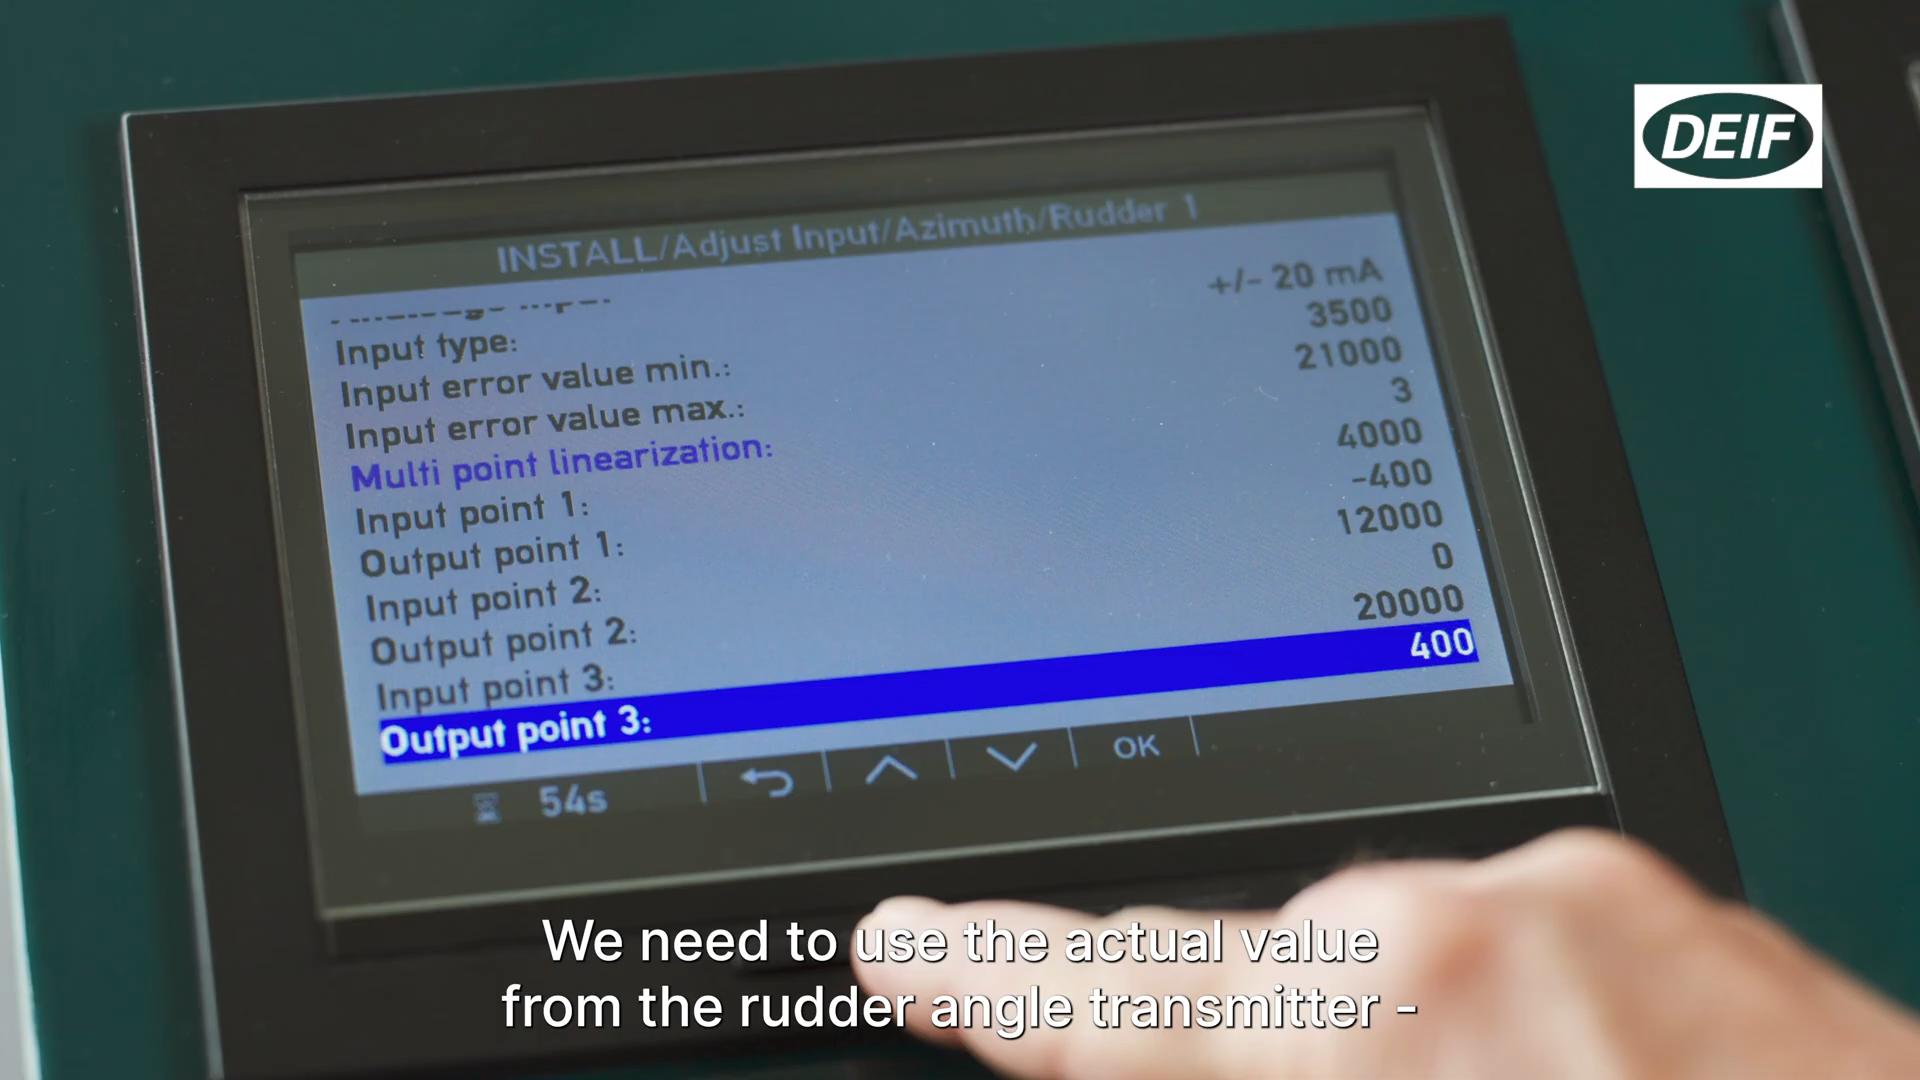 DEIF
INSTALL/Adjust Input/Azimuth/Rudder 1
Input type: +/- 20 mA
Input error value min.: 3500
Input error value max.: 21000
Multi point linearization: 3
Input point 1: 4000
Output point 1: -400
Input point 2: 12000
Output point 2: 0
Input point 3: 20000
Output point 3: 400
54s OK
We need to use the actual value
from the rudder angle transmitter -